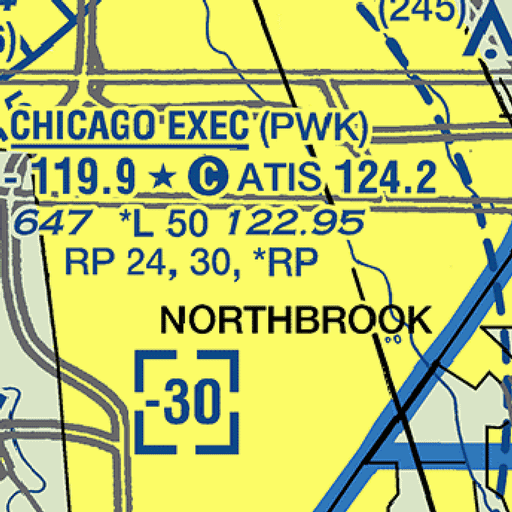 (245)
CHICAGO EXEC (PWK)
- 119.9 ★ C ATIS 124.2
647 *L 50 122.95
RP 24, 30, *RP
NORTHBROOK
-30